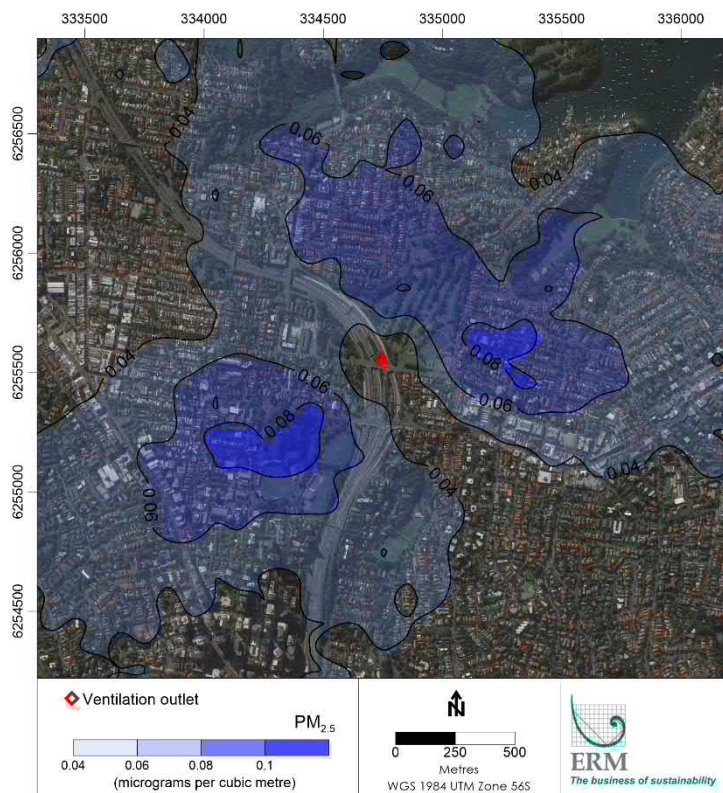 333500 334000 334500 335000 335500 336000
6256500
6256000
6255500
6255000
6254500
0.04
0.06
0.06
0.04
0.04
0.06
0.08
0.08
0.06
0.04
0.06
0.04
Ventilation outlet
PM2.5
0.04 0.06 0.08 0.1
(micrograms per cubic metre)
N
0 250 500
Metres
WGS 1984 UTM Zone 56S
ERM
The business of sustainability